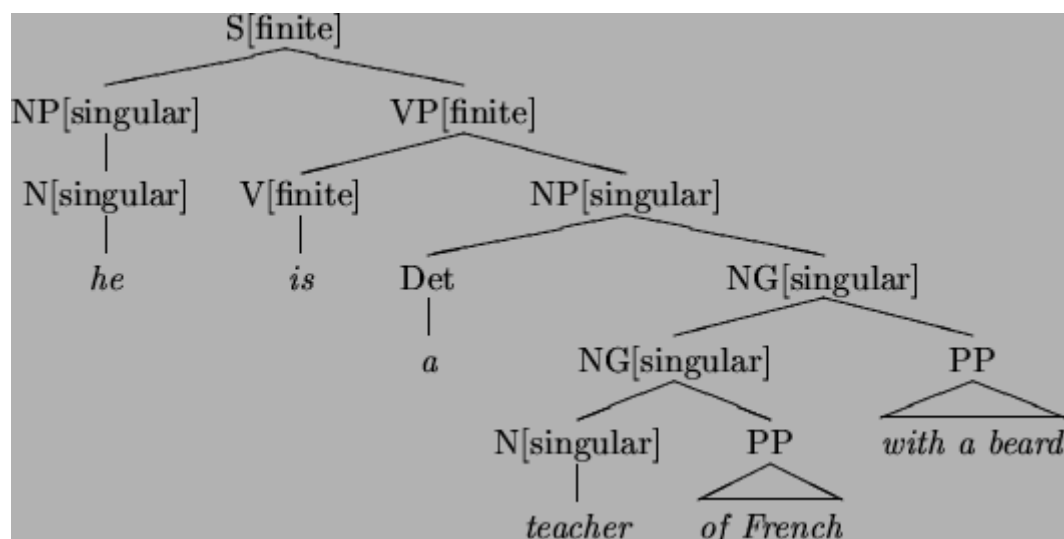 S[finite]
NP[singular] VP[finite]
N[singular] V[finite] NP[singular]
he is Det NG[singular]
a NG[singular] PP
N[singular] PP with a beard
teacher of French